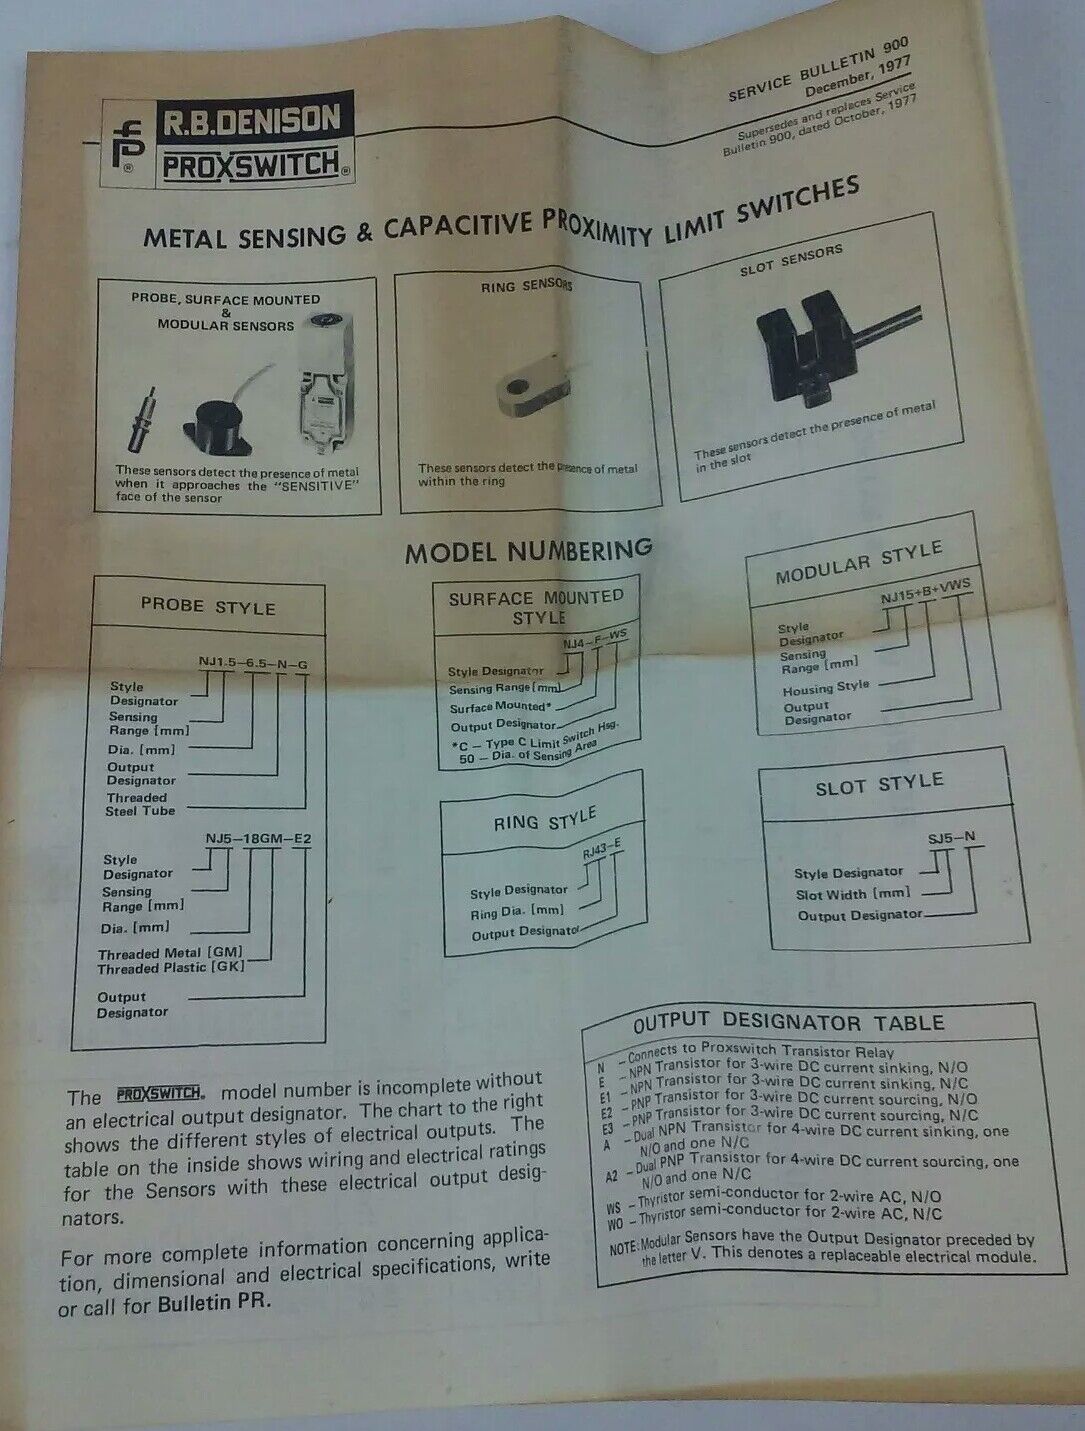 SERVICE BULLETIN 900
December, 1977
Supersedes and replaces Service
Bulletin 900, dated October, 1977
R.B.DENISON
PROXSWITCH®
®
METAL SENSING & CAPACITIVE PROXIMITY LIMIT SWITCHES
PROBE, SURFACE MOUNTED
&
MODULAR SENSORS
These sensors detect the presence of metal
when it approaches the "SENSITIVE"
face of the sensor
RING SENSORS
These sensors detect the presence of metal
within the ring
SLOT SENSORS
These sensors detect the presence of metal
in the slot
MODEL NUMBERING
PROBE STYLE
NJ1.5-6.5-N-G
Style
Designator
Sensing
Range [mm]
Dia. [mm]
Output
Designator
Threaded
Steel Tube
NJ5-18GM-E2
Style
Designator
Sensing
Range [mm]
Dia. [mm]
Threaded Metal [GM]
Threaded Plastic [GK]
Output
Designator
SURFACE MOUNTED
STYLE
NJ4-F-WS
Style Designator
Sensing Range [mm]
Surface Mounted*
Output Designator
*C - Type C Limit Switch Hsg.
50 - Dia. of Sensing Area
RING STYLE
RJ43-E
Style Designator
Ring Dia. [mm]
Output Designator
MODULAR STYLE
NJ15+B+VWS
Style
Designator
Sensing
Range [mm]
Housing Style
Output
Designator
SLOT STYLE
SJ5-N
Style Designator
Slot Width [mm]
Output Designator
The PROXSWITCH® model number is incomplete without
an electrical output designator. The chart to the right
shows the different styles of electrical outputs. The
table on the inside shows wiring and electrical ratings
for the Sensors with these electrical output desig-
nators.
For more complete information concerning applica-
tion, dimensional and electrical specifications, write
or call for Bulletin PR.
OUTPUT DESIGNATOR TABLE
N - Connects to Proxswitch Transistor Relay
E - NPN Transistor for 3-wire DC current sinking, N/O
E1 - NPN Transistor for 3-wire DC current sinking, N/C
E2 - PNP Transistor for 3-wire DC current sourcing, N/O
E3 - PNP Transistor for 3-wire DC current sourcing, N/C
A - Dual NPN Transistor for 4-wire DC current sinking, one
N/O and one N/C
A2 - Dual PNP Transistor for 4-wire DC current sourcing, one
N/O and one N/C
WS - Thyristor semi-conductor for 2-wire AC, N/O
WO - Thyristor semi-conductor for 2-wire AC, N/C
NOTE: Modular Sensors have the Output Designator preceded by
the letter V. This denotes a replaceable electrical module.